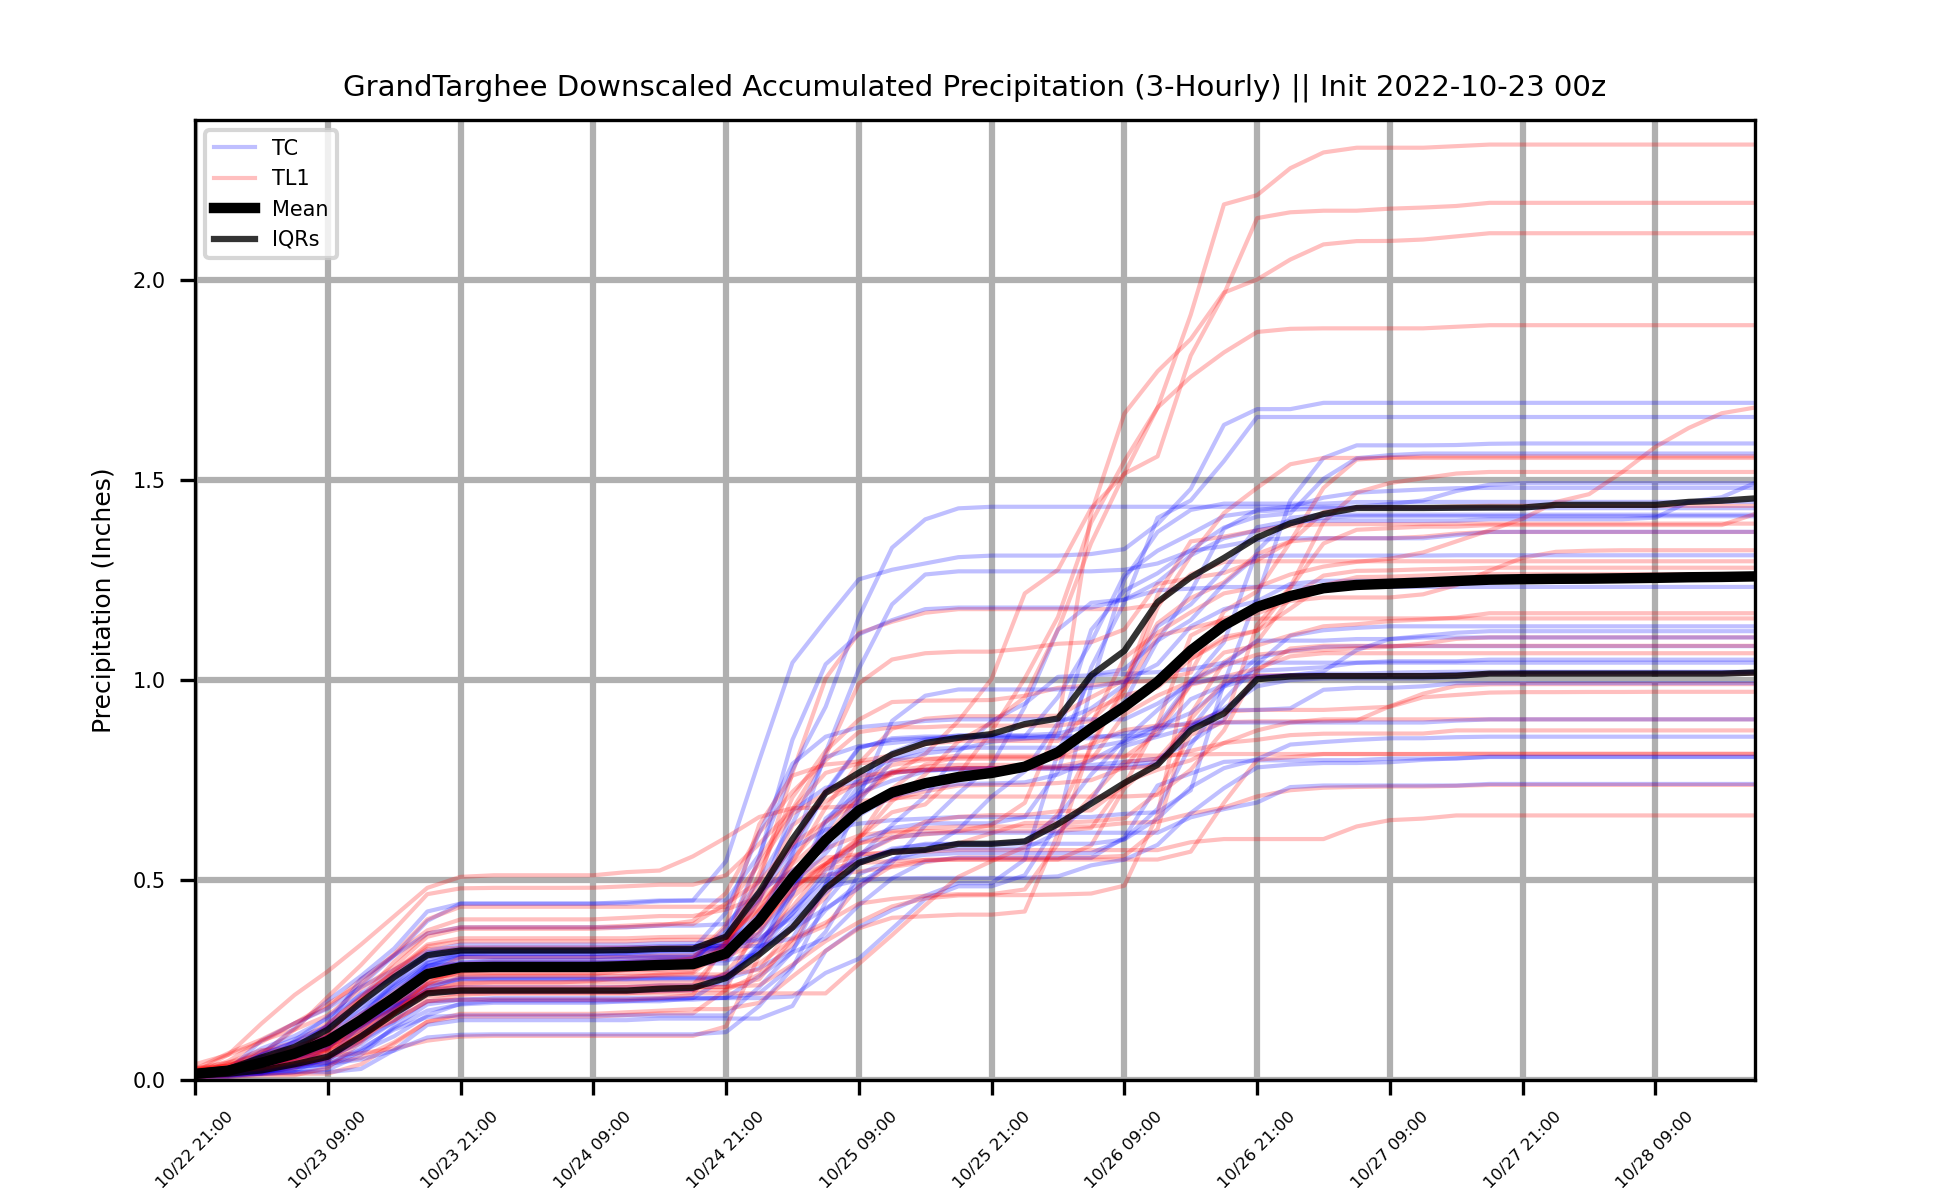 GrandTarghee Downscaled Accumulated Precipitation (3-Hourly) || Init 2022-10-23 00z
TC
TL1
Mean
IQRs
Precipitation (Inches)
2.0
1.5
1.0
0.5
0.0
10/22 21:00
10/23 09:00
10/23 21:00
10/24 09:00
10/24 21:00
10/25 09:00
10/25 21:00
10/26 09:00
10/26 21:00
10/27 09:00
10/27 21:00
10/28 09:00